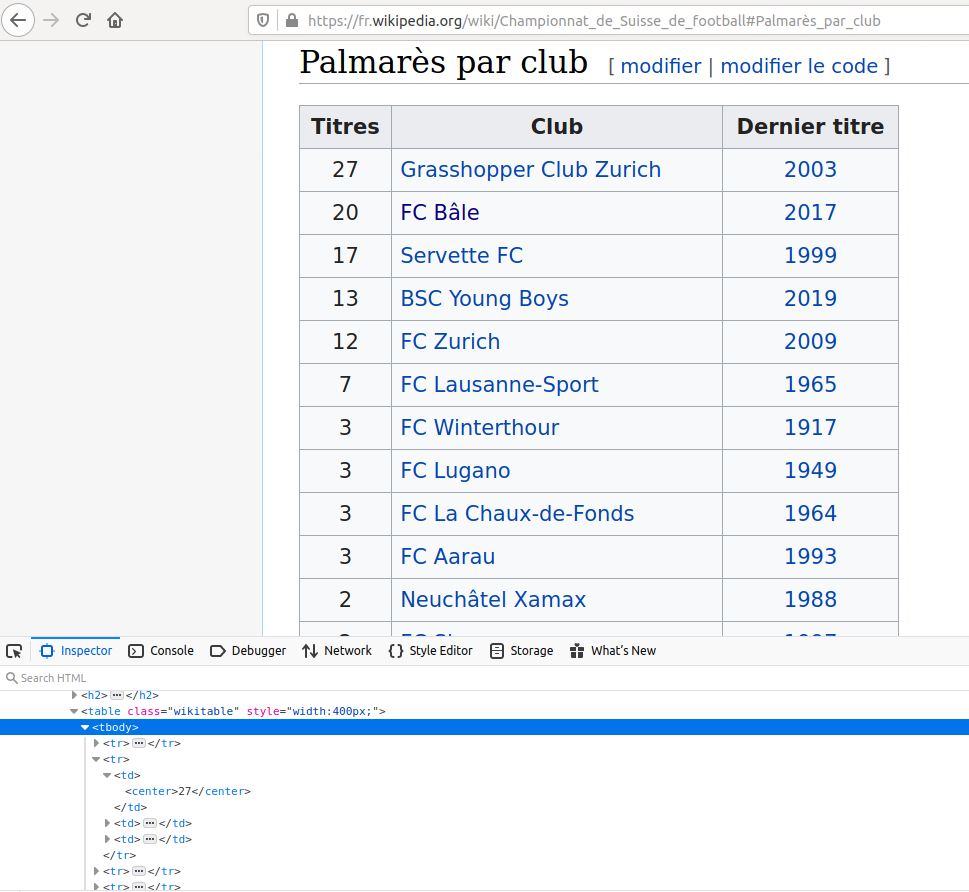 https://fr.wikipedia.org/wiki/Championnat_de_Suisse_de_football#Palmarès_par_club
Palmarès par club [ modifier | modifier le code ]
Titres Club Dernier titre
27 Grasshopper Club Zurich 2003
20 FC Bâle 2017
17 Servette FC 1999
13 BSC Young Boys 2019
12 FC Zurich 2009
7 FC Lausanne-Sport 1965
3 FC Winterthour 1917
3 FC Lugano 1949
3 FC La Chaux-de-Fonds 1964
3 FC Aarau 1993
2 Neuchâtel Xamax 1988
Inspector Console Debugger Network Style Editor Storage What's New
Search HTML
<h2>···</h2>
<table class="wikitable" style="width:400px;">
<tbody>
<tr>···</tr>
<tr>
<td>
<center>27</center>
</td>
<td>···</td>
<td>···</td>
</tr>
<tr>···</tr>
<tr>···</tr>